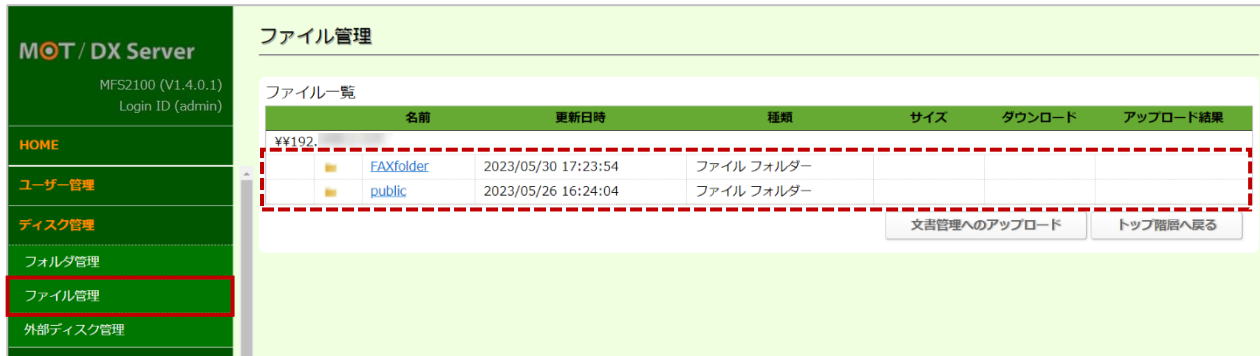 MOT/DX Server
MFS2100 (V1.4.0.1)
Login ID (admin)
HOME
ユーザー管理
ディスク管理
フォルダ管理
ファイル管理
外部ディスク管理
ファイル管理
ファイル一覧
名前 更新日時 種類 サイズ ダウンロード アップロード結果
¥¥192.
FAXfolder 2023/05/30 17:23:54 ファイル フォルダー
public 2023/05/26 16:24:04 ファイル フォルダー
文書管理へのアップロード トップ階層へ戻る